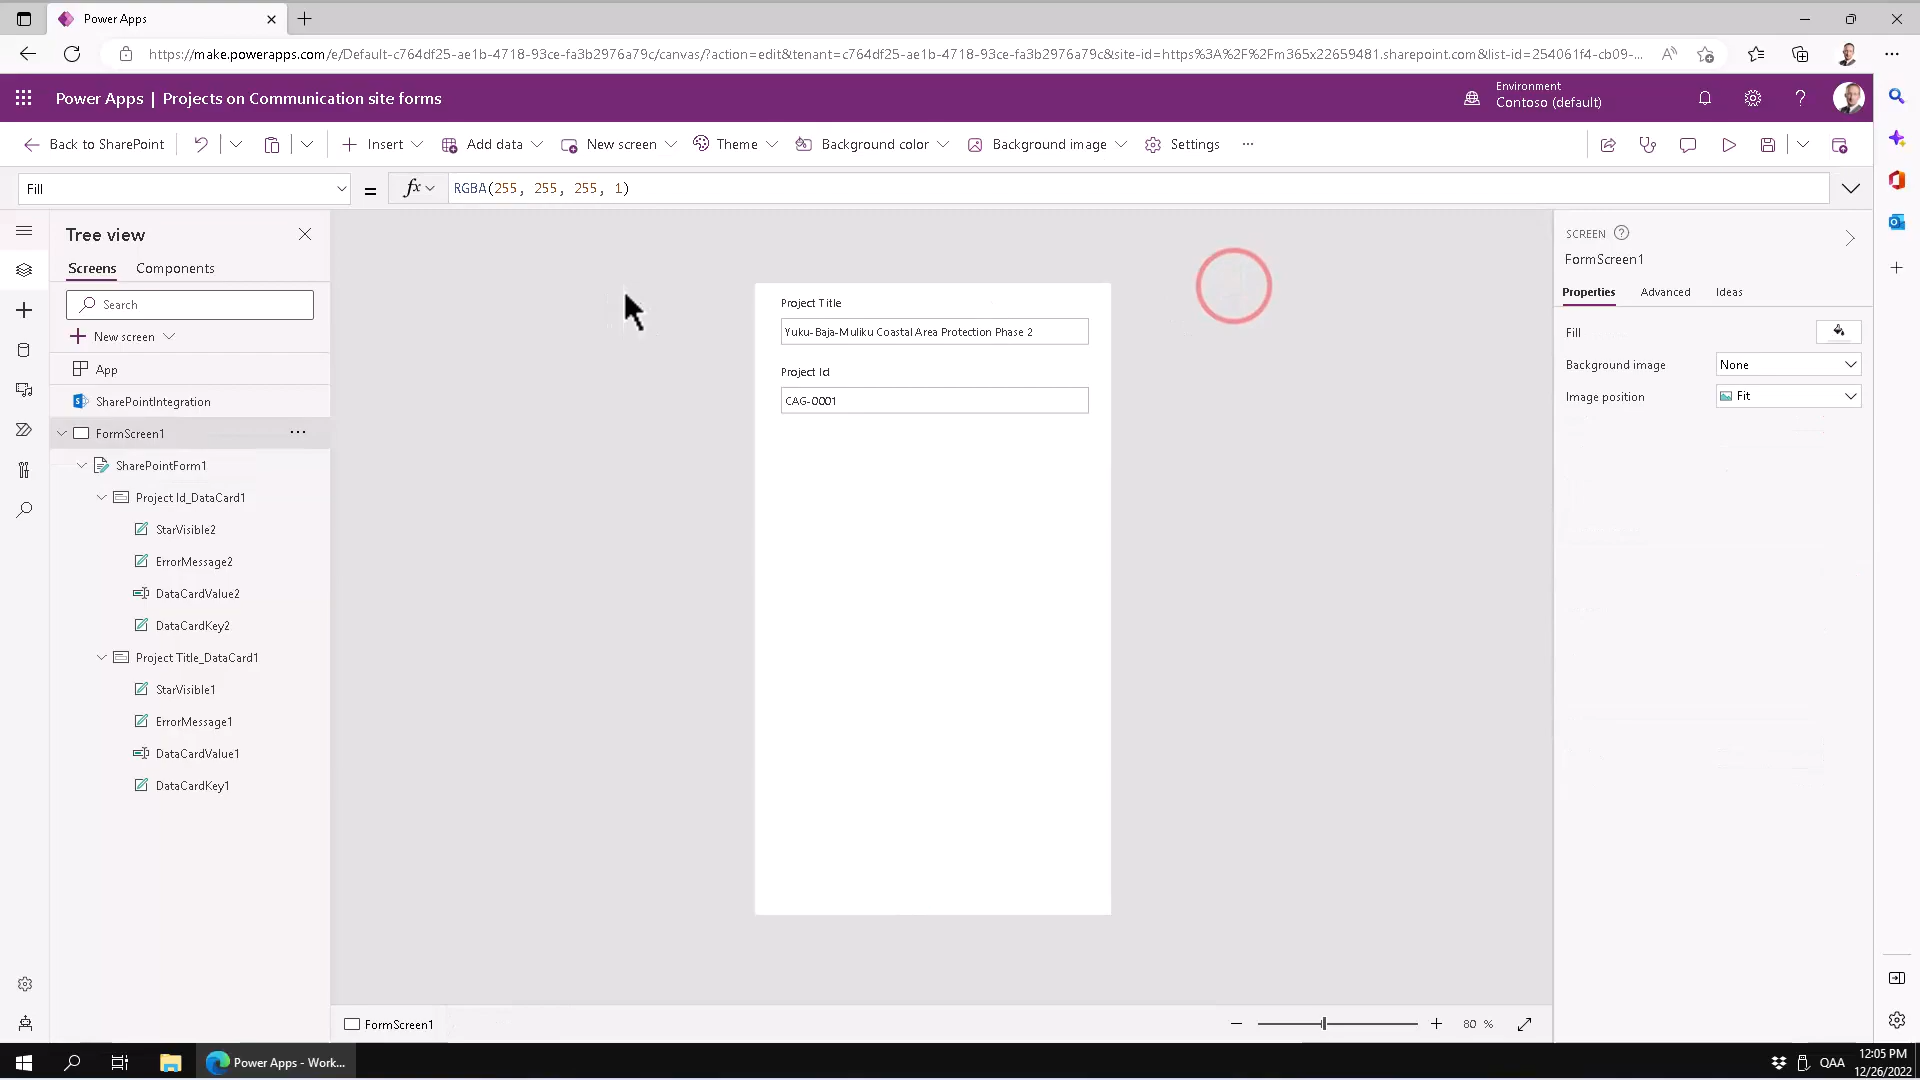 Power Apps
https://make.powerapps.com/e/Default-c764df25-ae1b-4718-93ce-fa3b2976a79c/canvas/?action=edit&tenant=c764df25-ae1b-4718-93ce-fa3b2976a79c&site-id=https%3A%2F%2Fm365x22659481.sharepoint.com&list-id=254061f4-cb09-...
Power Apps | Projects on Communication site forms
Environment
Contoso (default)
Back to SharePoint
Insert
Add data
New screen
Theme
Background color
Background image
Settings
Fill
=
fx
RGBA(255, 255, 255, 1)
Tree view
Screens
Components
Search
New screen
App
SharePointIntegration
FormScreen1
SharePointForm1
Project Id_DataCard1
StarVisible2
ErrorMessage2
DataCardValue2
DataCardKey2
Project Title_DataCard1
StarVisible1
ErrorMessage1
DataCardValue1
DataCardKey1
Project Title
Yuku-Baja-Muliku Coastal Area Protection Phase 2
Project Id
CAG-0001
SCREEN
FormScreen1
Properties
Advanced
Ideas
Fill
Background image
None
Image position
Fit
FormScreen1
80 %
Power Apps - Work...
QAA
12:05 PM
12/26/2022